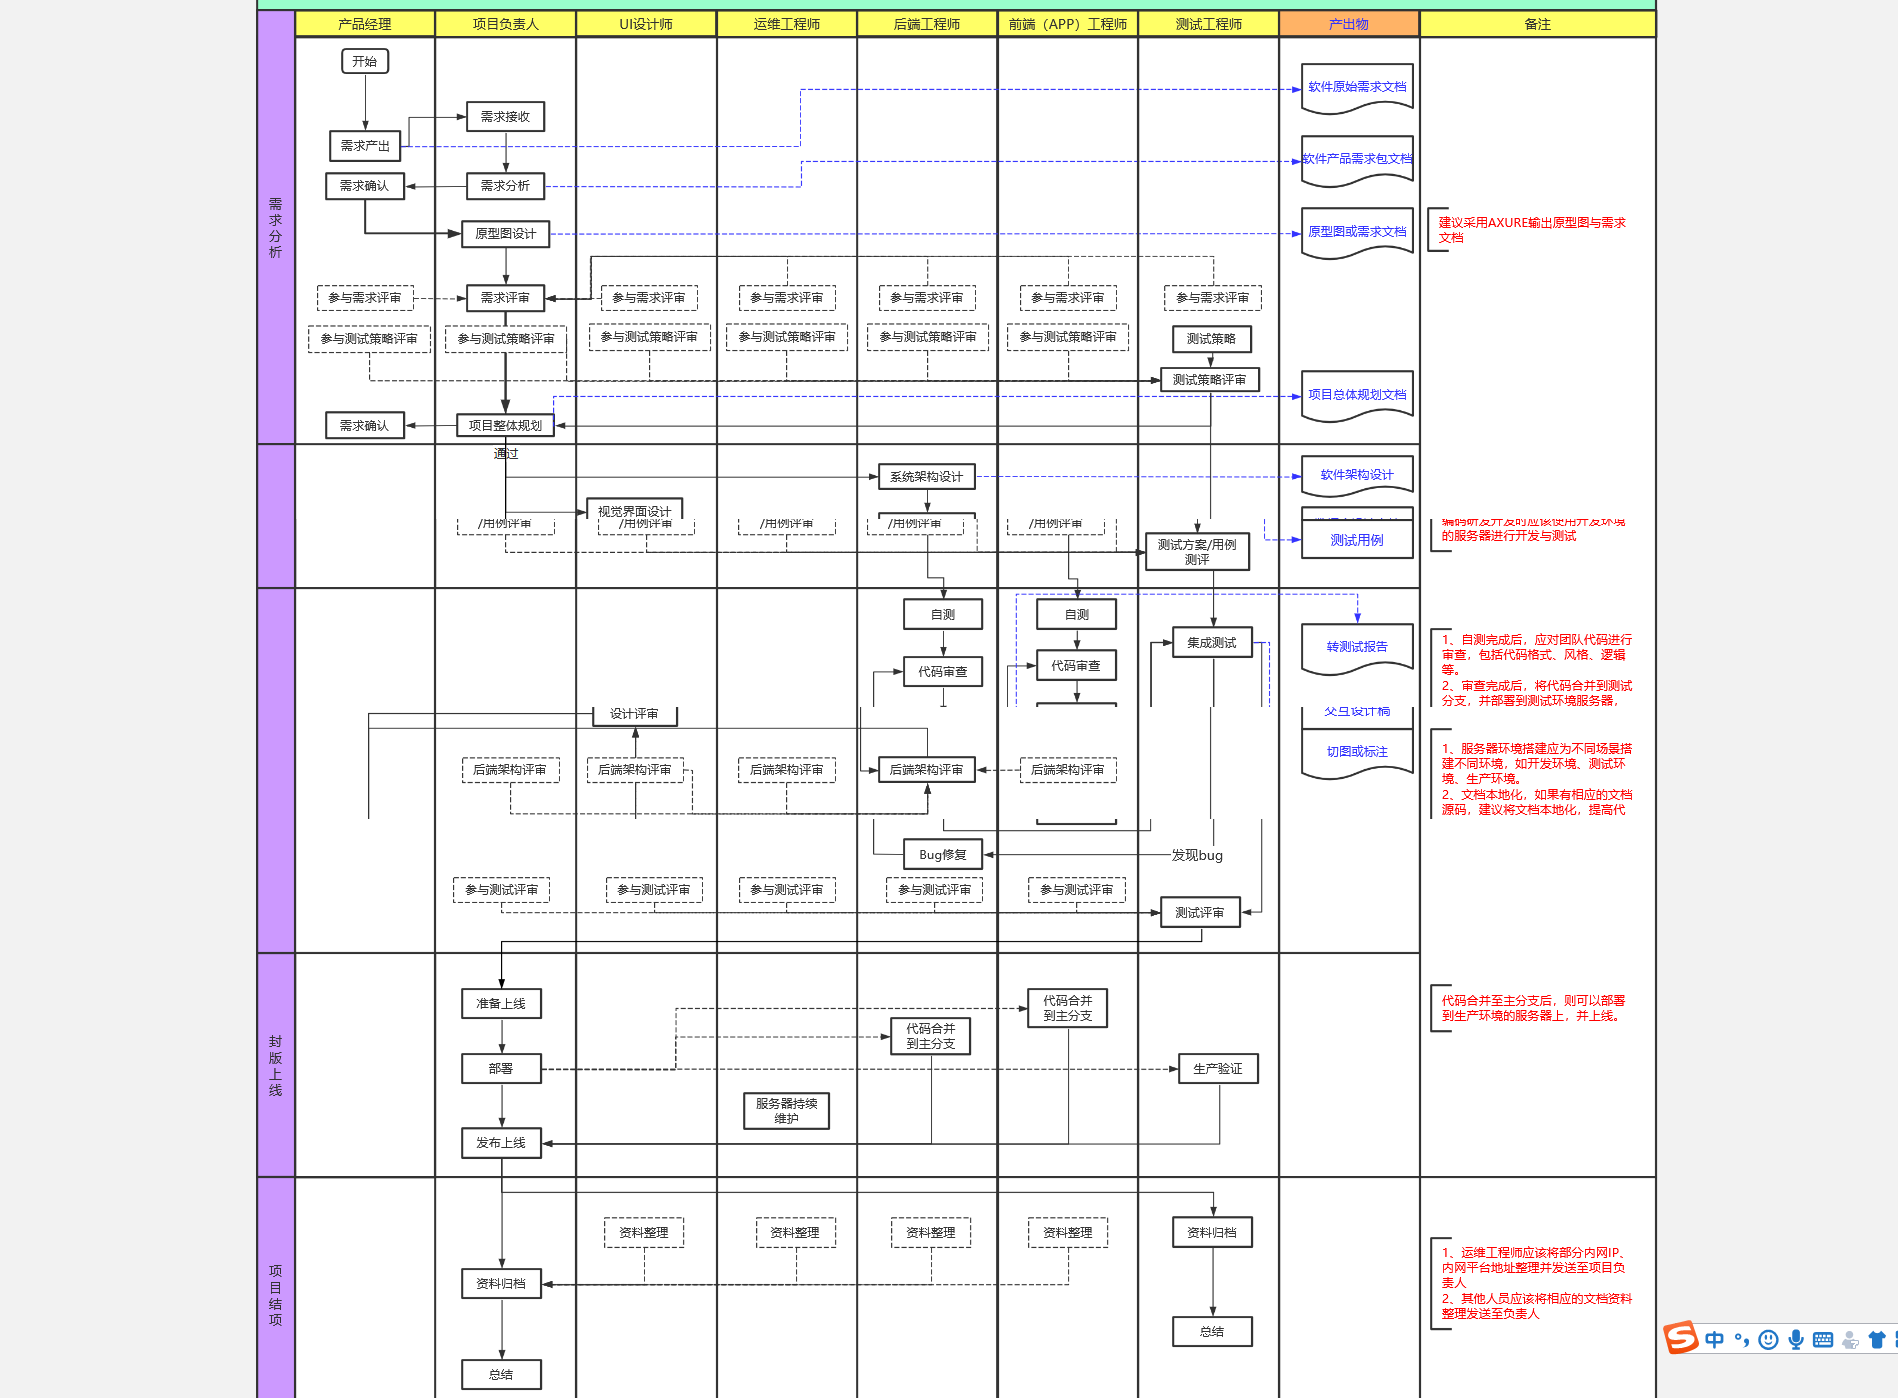 产品经理
项目负责人
UI设计师
运维工程师
后端工程师
前端（APP）工程师
测试工程师
产出物
备注
需求分析
开始
需求产出
需求接收
需求确认
需求分析
原型图设计
软件原始需求文档
软件产品需求包文档
原型图或需求文档
建议采用AXURE输出原型图与需求
文档
参与需求评审
需求评审
参与需求评审
参与需求评审
参与需求评审
参与需求评审
参与需求评审
参与测试策略评审
参与测试策略评审
参与测试策略评审
参与测试策略评审
参与测试策略评审
参与测试策略评审
测试策略
测试策略评审
项目总体规划文档
需求确认
项目整体规划
通过
系统架构设计
软件架构设计
视觉界面设计
/用例评审
/用例评审
/用例评审
/用例评审
/用例评审
测试方案/用例
测评
测试用例
编码研发开发时应该使用开发环境
的服务器进行开发与测试
自测
自测
集成测试
代码审查
代码审查
转测试报告
1、自测完成后，应对团队代码进行
审查，包括代码格式、风格、逻辑
等。
2、审查完成后，将代码合并到测试
分支，并部署到测试环境服务器，
设计评审
交互设计稿
切图或标注
后端架构评审
后端架构评审
后端架构评审
后端架构评审
后端架构评审
1、服务器环境搭建应为不同场景搭
建不同环境，如开发环境、测试环
境、生产环境。
2、文档本地化，如果有相应的文档
源码，建议将文档本地化，提高代
Bug修复
发现bug
参与测试评审
参与测试评审
参与测试评审
参与测试评审
参与测试评审
测试评审
封版上线
准备上线
代码合并
到主分支
代码合并
到主分支
部署
生产验证
服务器持续
维护
发布上线
代码合并至主分支后，则可以部署
到生产环境的服务器上，并上线。
项目结项
资料整理
资料整理
资料整理
资料整理
资料归档
资料归档
总结
总结
1、运维工程师应该将部分内网IP、
内网平台地址整理并发送至项目负
责人
2、其他人员应该将相应的文档资料
整理发送至负责人
中